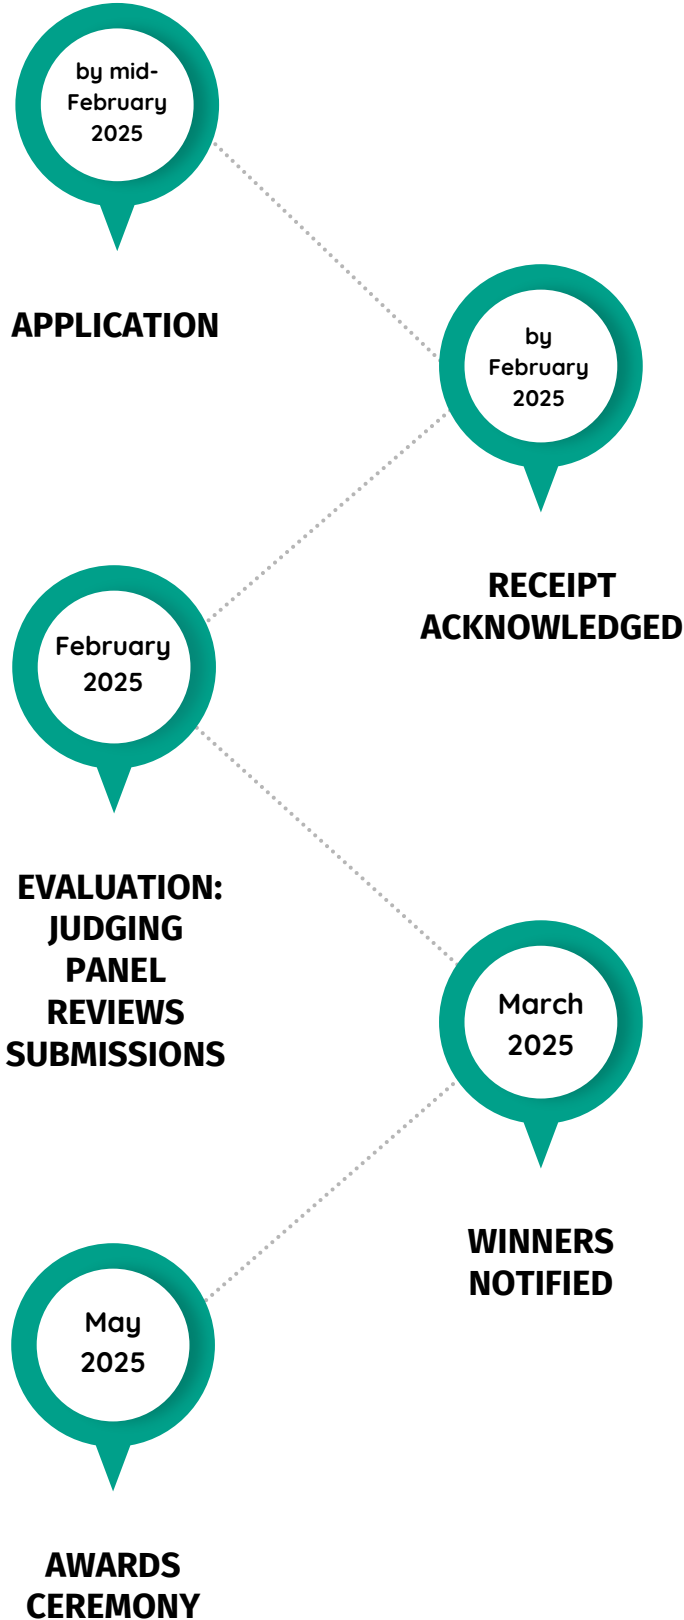 by mid-
February
2025
APPLICATION
by
February
2025
RECEIPT
ACKNOWLEDGED
February
2025
EVALUATION:
JUDGING
PANEL
REVIEWS
SUBMISSIONS
March
2025
WINNERS
NOTIFIED
May
2025
AWARDS
CEREMONY